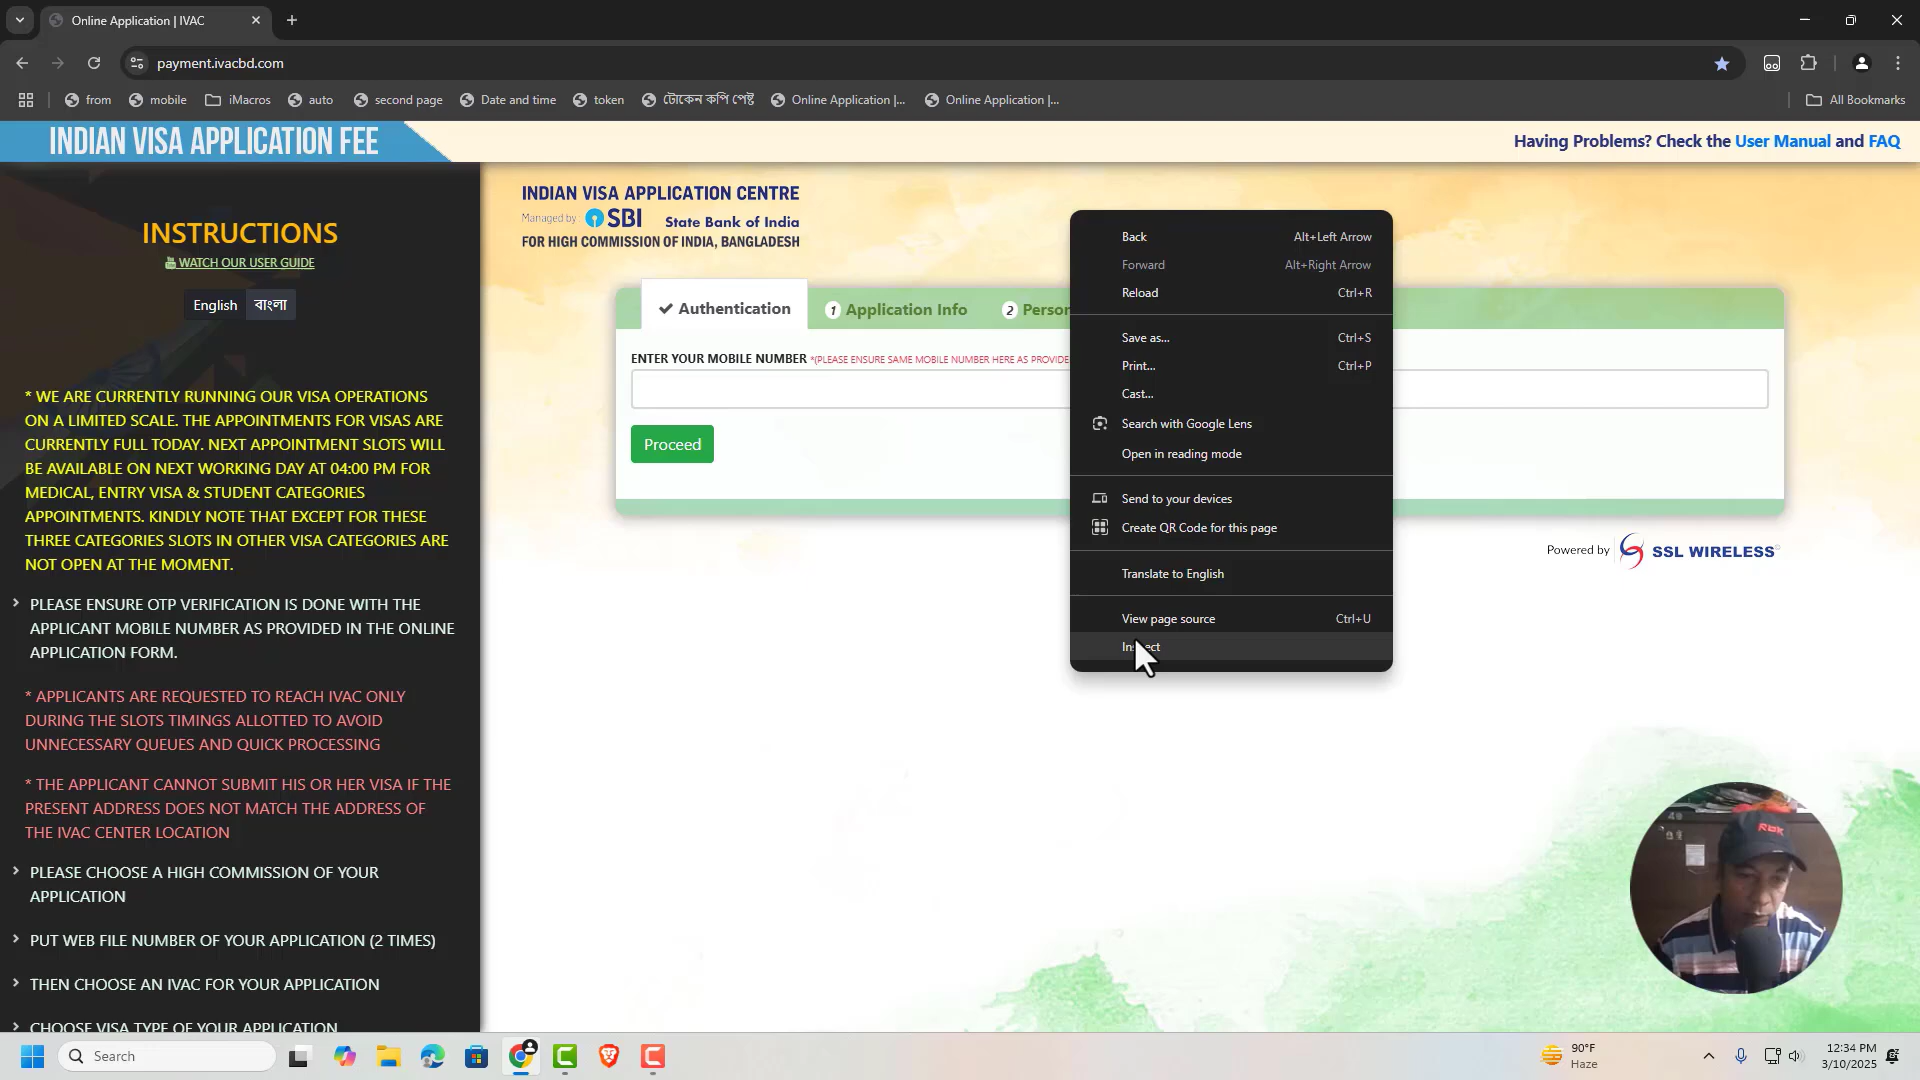 Online Application | IVAC
payment.ivacbd.com
from
mobile
iMacros
auto
second page
Date and time
token
টোকেন কপি পেষ্ট
Online Application |...
Online Application |...
All Bookmarks
INDIAN VISA APPLICATION FEE
Having Problems? Check the User Manual and FAQ
INSTRUCTIONS
WATCH OUR USER GUIDE
English
বাংলা
* WE ARE CURRENTLY RUNNING OUR VISA OPERATIONS
ON A LIMITED SCALE. THE APPOINTMENTS FOR VISAS ARE
CURRENTLY FULL TODAY. NEXT APPOINTMENT SLOTS WILL
BE AVAILABLE ON NEXT WORKING DAY AT 04:00 PM FOR
MEDICAL, ENTRY VISA & STUDENT CATEGORIES
APPOINTMENTS. KINDLY NOTE THAT EXCEPT FOR THESE
THREE CATEGORIES SLOTS IN OTHER VISA CATEGORIES ARE
NOT OPEN AT THE MOMENT.
PLEASE ENSURE OTP VERIFICATION IS DONE WITH THE
APPLICANT MOBILE NUMBER AS PROVIDED IN THE ONLINE
APPLICATION FORM.
* APPLICANTS ARE REQUESTED TO REACH IVAC ONLY
DURING THE SLOTS TIMINGS ALLOTTED TO AVOID
UNNECESSARY QUEUES AND QUICK PROCESSING
* THE APPLICANT CANNOT SUBMIT HIS OR HER VISA IF THE
PRESENT ADDRESS DOES NOT MATCH THE ADDRESS OF
THE IVAC CENTER LOCATION
PLEASE CHOOSE A HIGH COMMISSION OF YOUR
APPLICATION
PUT WEB FILE NUMBER OF YOUR APPLICATION (2 TIMES)
THEN CHOOSE AN IVAC FOR YOUR APPLICATION
CHOOSE VISA TYPE OF YOUR APPLICATION
INDIAN VISA APPLICATION CENTRE
Managed by: SBI State Bank of India
FOR HIGH COMMISSION OF INDIA, BANGLADESH
Authentication
1 Application Info
2 Person
ENTER YOUR MOBILE NUMBER *(PLEASE ENSURE SAME MOBILE NUMBER HERE AS PROVIDE
Proceed
Back Alt+Left Arrow
Forward Alt+Right Arrow
Reload Ctrl+R
Save as... Ctrl+S
Print... Ctrl+P
Cast...
Search with Google Lens
Open in reading mode
Send to your devices
Create QR Code for this page
Translate to English
View page source Ctrl+U
Inspect
Powered by SSL WIRELESS
Search
90°F
Haze
12:34 PM
3/10/2025